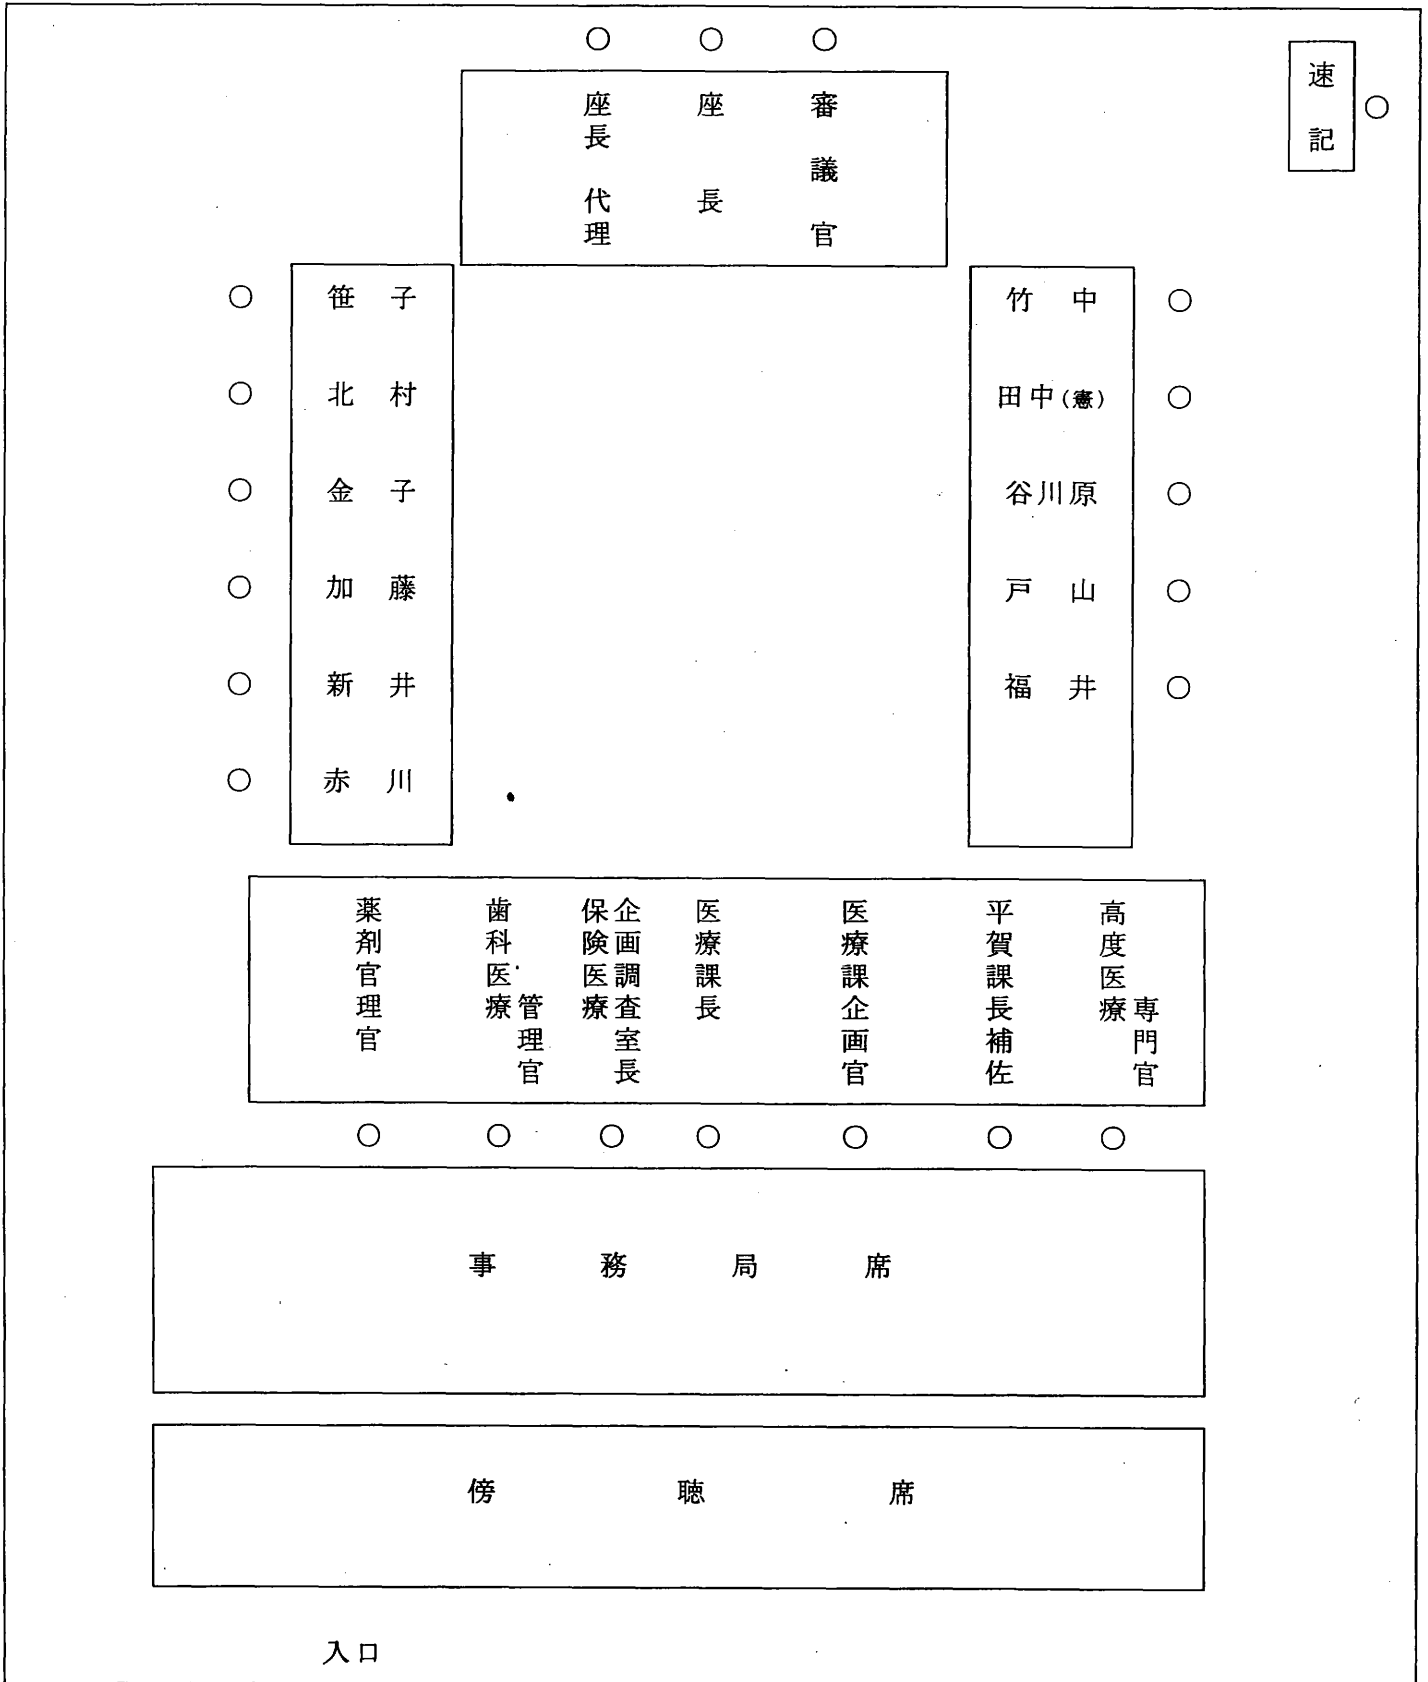 座長代理
座長
審議官
速記
笹子
北村
金子
加藤
新井
赤川
竹中
田中(憲)
谷川原
戸山
福井
薬剤官理官
歯科医療
管理官
保険医療
企画調査室長
医療課長
医療課企画官
平賀課長補佐
高度医療
専門官
事務局席
傍聴席
入口